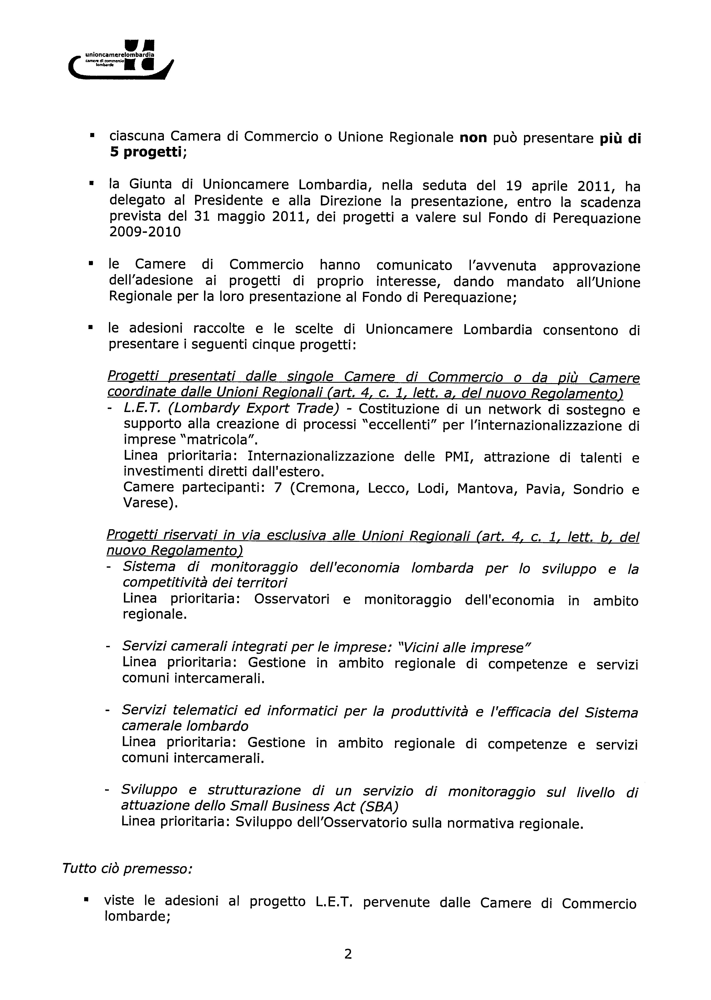 unioncamerelombardia
camere di commercio
lombarde
▪ ciascuna Camera di Commercio o Unione Regionale non può presentare più di
5 progetti;
▪ la Giunta di Unioncamere Lombardia, nella seduta del 19 aprile 2011, ha
delegato al Presidente e alla Direzione la presentazione, entro la scadenza
prevista del 31 maggio 2011, dei progetti a valere sul Fondo di Perequazione
2009-2010
▪ le Camere di Commercio hanno comunicato l'avvenuta approvazione
dell'adesione ai progetti di proprio interesse, dando mandato all'Unione
Regionale per la loro presentazione al Fondo di Perequazione;
▪ le adesioni raccolte e le scelte di Unioncamere Lombardia consentono di
presentare i seguenti cinque progetti:
Progetti presentati dalle singole Camere di Commercio o da più Camere
coordinate dalle Unioni Regionali (art. 4, c. 1, lett. a, del nuovo Regolamento)
- L.E.T. (Lombardy Export Trade) - Costituzione di un network di sostegno e
supporto alla creazione di processi "eccellenti" per l'internazionalizzazione di
imprese "matricola".
Linea prioritaria: Internazionalizzazione delle PMI, attrazione di talenti e
investimenti diretti dall'estero.
Camere partecipanti: 7 (Cremona, Lecco, Lodi, Mantova, Pavia, Sondrio e
Varese).
Progetti riservati in via esclusiva alle Unioni Regionali (art. 4, c. 1, lett. b, del
nuovo Regolamento)
- Sistema di monitoraggio dell'economia lombarda per lo sviluppo e la
competitività dei territori
Linea prioritaria: Osservatori e monitoraggio dell'economia in ambito
regionale.
- Servizi camerali integrati per le imprese: "Vicini alle imprese"
Linea prioritaria: Gestione in ambito regionale di competenze e servizi
comuni intercamerali.
- Servizi telematici ed informatici per la produttività e l'efficacia del Sistema
camerale lombardo
Linea prioritaria: Gestione in ambito regionale di competenze e servizi
comuni intercamerali.
- Sviluppo e strutturazione di un servizio di monitoraggio sul livello di
attuazione dello Small Business Act (SBA)
Linea prioritaria: Sviluppo dell'Osservatorio sulla normativa regionale.
Tutto ciò premesso:
▪ viste le adesioni al progetto L.E.T. pervenute dalle Camere di Commercio
lombarde;
2